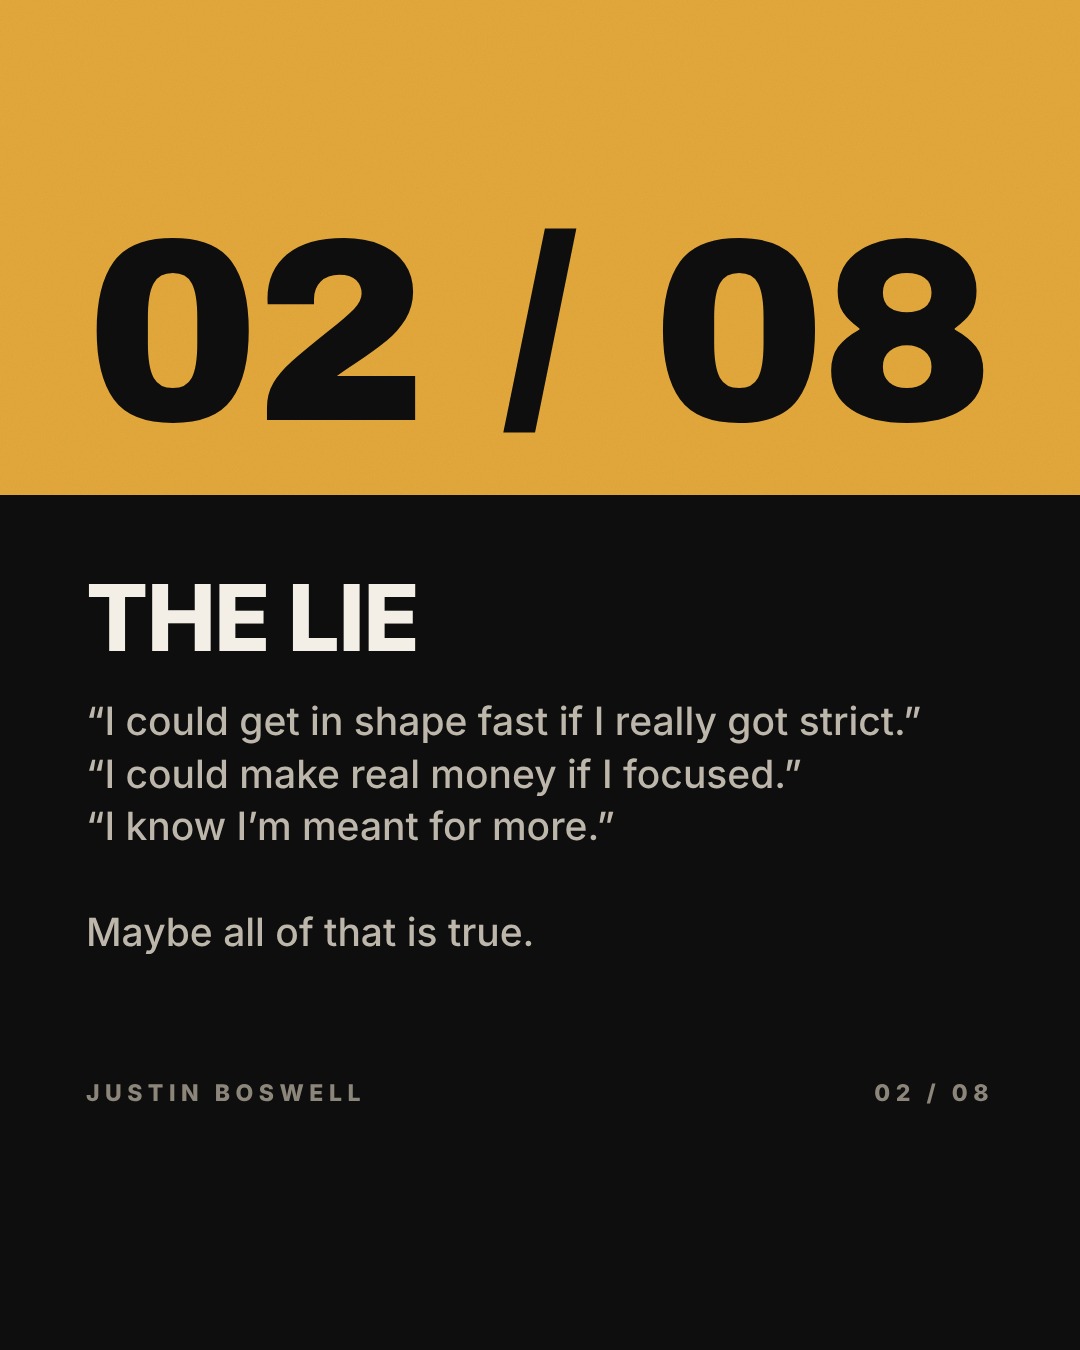 02 / 08
THE LIE
“I could get in shape fast if I really got strict.”
“I could make real money if I focused.”
“I know I’m meant for more.”
Maybe all of that is true.
JUSTIN BOSWELL
02 / 08